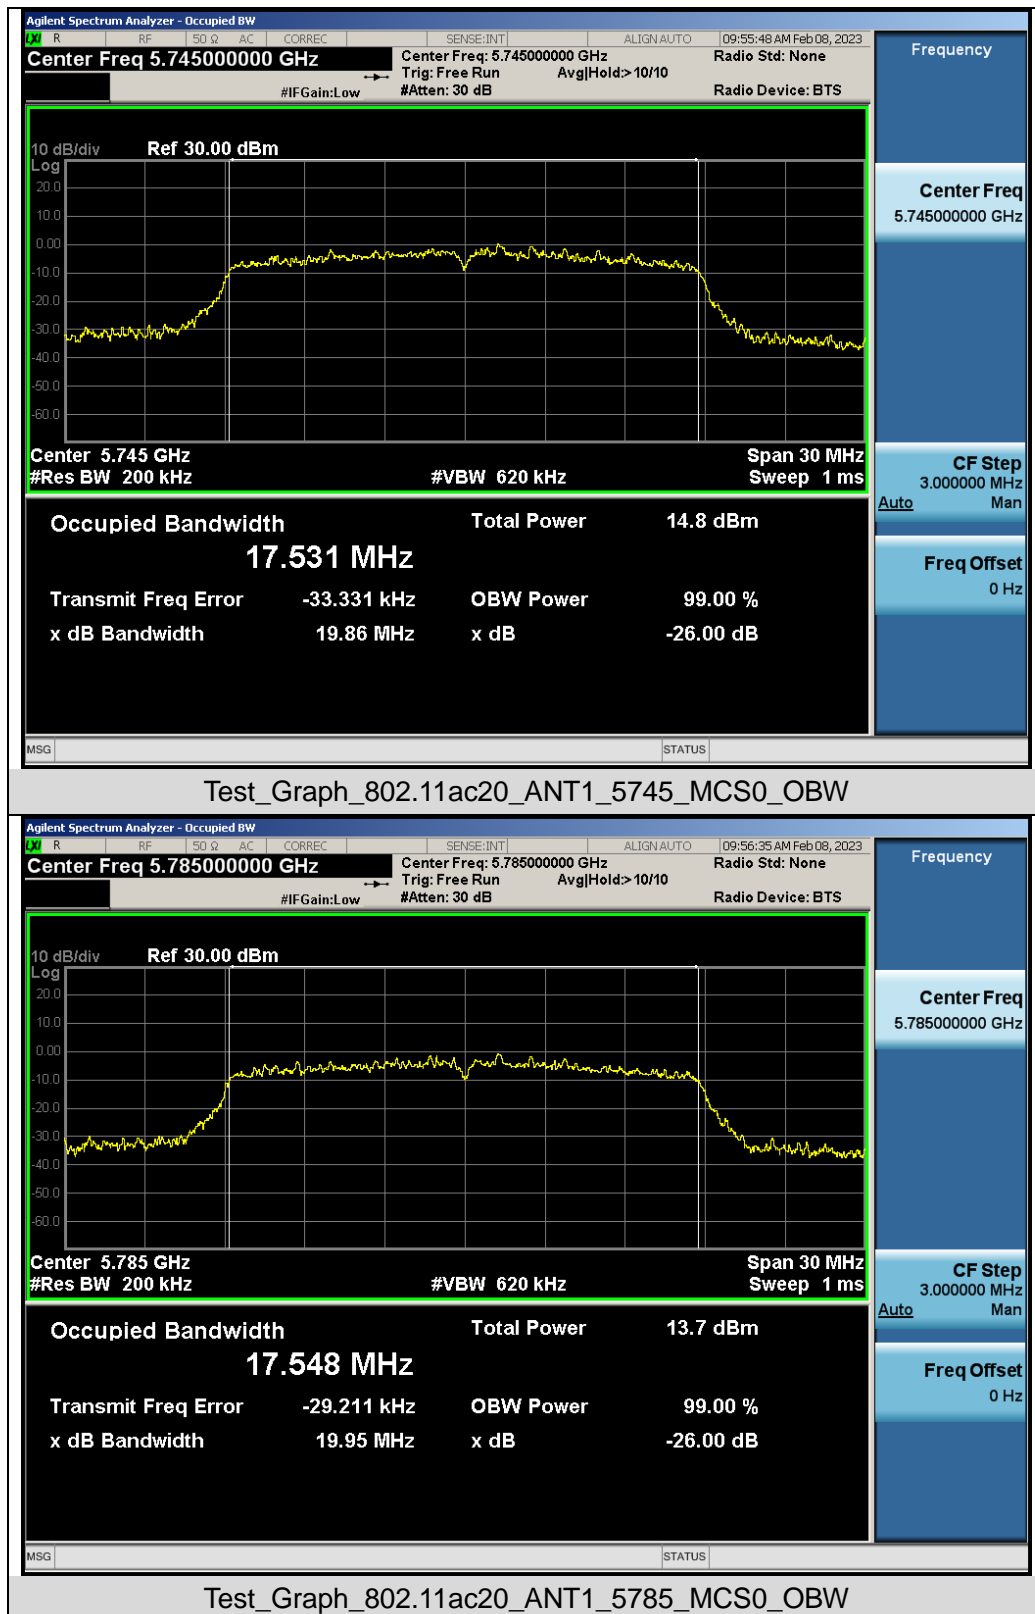 Agilent Spectrum Analyzer - Occupied BW
LXI R RF 50 Ω AC CORREC SENSE:INT ALIGN AUTO 09:55:48 AM Feb 08, 2023
Center Freq 5.745000000 GHz Center Freq: 5.745000000 GHz Radio Std: None
Trig: Free Run Avg|Hold:> 10/10
#IFGain:Low #Atten: 30 dB Radio Device: BTS
10 dB/div Ref 30.00 dBm
Log
20.0
10.0
0.00
-10.0
-20.0
-30.0
-40.0
-50.0
-60.0
Center 5.745 GHz Span 30 MHz
#Res BW 200 kHz #VBW 620 kHz Sweep 1 ms
Occupied Bandwidth Total Power 14.8 dBm
17.531 MHz
Transmit Freq Error -33.331 kHz OBW Power 99.00 %
x dB Bandwidth 19.86 MHz x dB -26.00 dB
MSG STATUS
Frequency
Center Freq
5.745000000 GHz
CF Step
3.000000 MHz
Auto Man
Freq Offset
0 Hz
Test_Graph_802.11ac20_ANT1_5745_MCS0_OBW
Agilent Spectrum Analyzer - Occupied BW
LXI R RF 50 Ω AC CORREC SENSE:INT ALIGN AUTO 09:56:35 AM Feb 08, 2023
Center Freq 5.785000000 GHz Center Freq: 5.785000000 GHz Radio Std: None
Trig: Free Run Avg|Hold:> 10/10
#IFGain:Low #Atten: 30 dB Radio Device: BTS
10 dB/div Ref 30.00 dBm
Log
20.0
10.0
0.00
-10.0
-20.0
-30.0
-40.0
-50.0
-60.0
Center 5.785 GHz Span 30 MHz
#Res BW 200 kHz #VBW 620 kHz Sweep 1 ms
Occupied Bandwidth Total Power 13.7 dBm
17.548 MHz
Transmit Freq Error -29.211 kHz OBW Power 99.00 %
x dB Bandwidth 19.95 MHz x dB -26.00 dB
MSG STATUS
Frequency
Center Freq
5.785000000 GHz
CF Step
3.000000 MHz
Auto Man
Freq Offset
0 Hz
Test_Graph_802.11ac20_ANT1_5785_MCS0_OBW